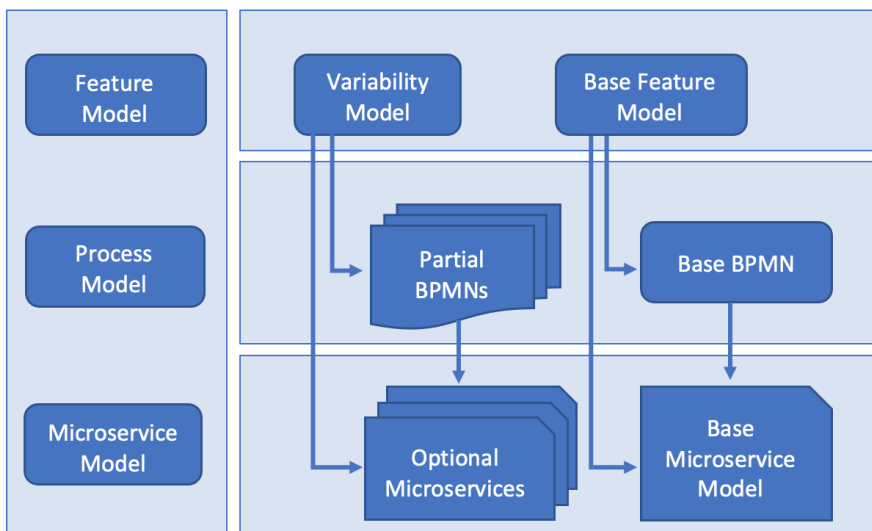 Feature
Model
Variability
Model
Base Feature
Model
Process
Model
Partial
BPMNs
Base BPMN
Microservice
Model
Optional
Microservices
Base
Microservice
Model